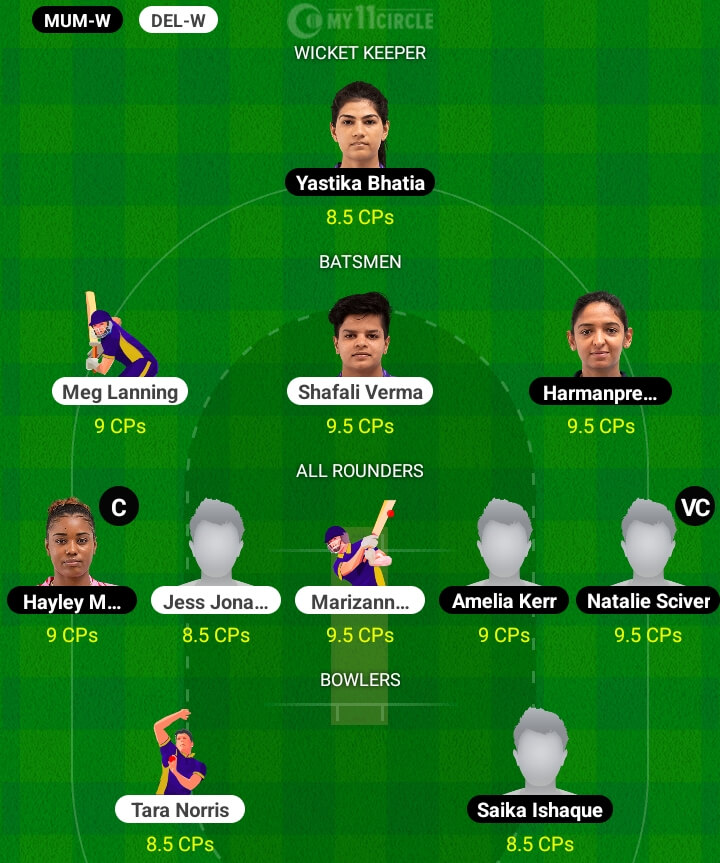 MUM-W DEL-W MY11CIRCLE
WICKET KEEPER
Yastika Bhatia
8.5 CPs
BATSMEN
Meg Lanning Shafali Verma Harmanpre...
9 CPs 9.5 CPs 9.5 CPs
ALL ROUNDERS
C VC
Hayley M... Jess Jona... Marizann... Amelia Kerr Natalie Sciver
9 CPs 8.5 CPs 9.5 CPs 9 CPs 9.5 CPs
BOWLERS
Tara Norris Saika Ishaque
8.5 CPs 8.5 CPs